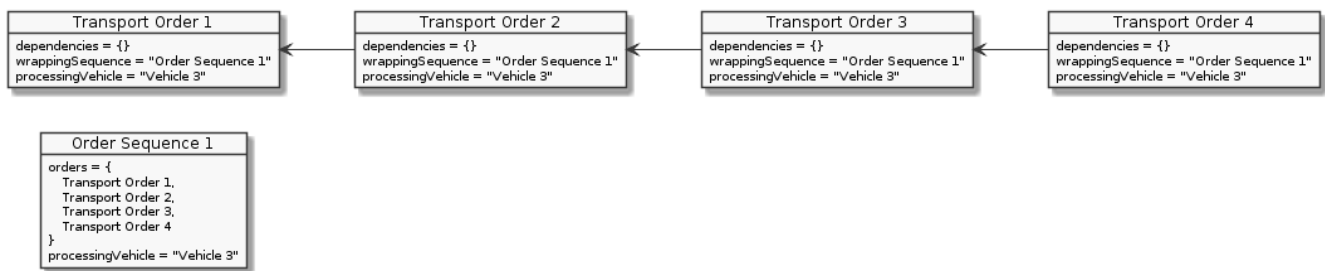 Transport Order 1
dependencies = {}
wrappingSequence = "Order Sequence 1"
processingVehicle = "Vehicle 3"
Transport Order 2
dependencies = {}
wrappingSequence = "Order Sequence 1"
processingVehicle = "Vehicle 3"
Transport Order 3
dependencies = {}
wrappingSequence = "Order Sequence 1"
processingVehicle = "Vehicle 3"
Transport Order 4
dependencies = {}
wrappingSequence = "Order Sequence 1"
processingVehicle = "Vehicle 3"
Order Sequence 1
orders = {
Transport Order 1,
Transport Order 2,
Transport Order 3,
Transport Order 4
}
processingVehicle = "Vehicle 3"